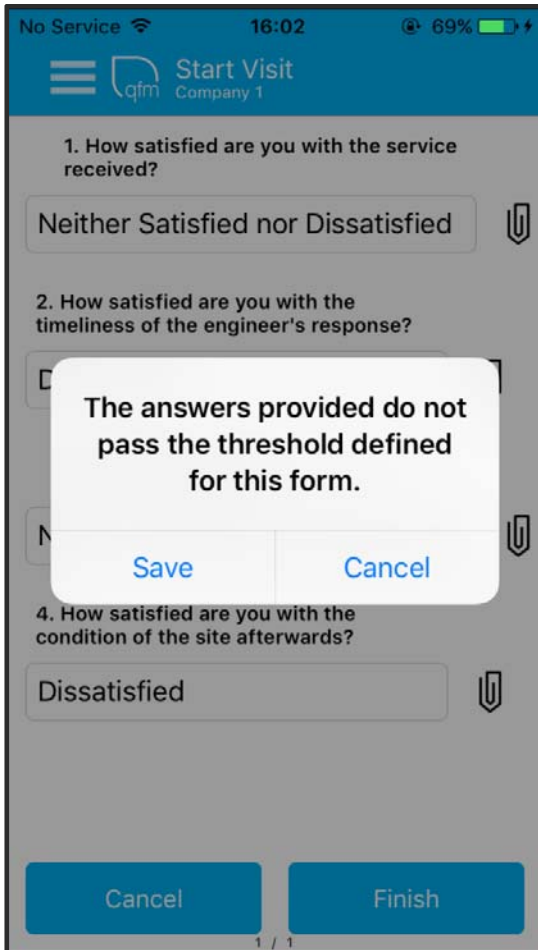 No Service 16:02 69%
Start Visit
qfm Company 1
1. How satisfied are you with the service
received?
Neither Satisfied nor Dissatisfied
2. How satisfied are you with the
timeliness of the engineer's response?
D
The answers provided do not
pass the threshold defined
for this form.
N
Save Cancel
4. How satisfied are you with the
condition of the site afterwards?
Dissatisfied
Cancel Finish
1 / 1